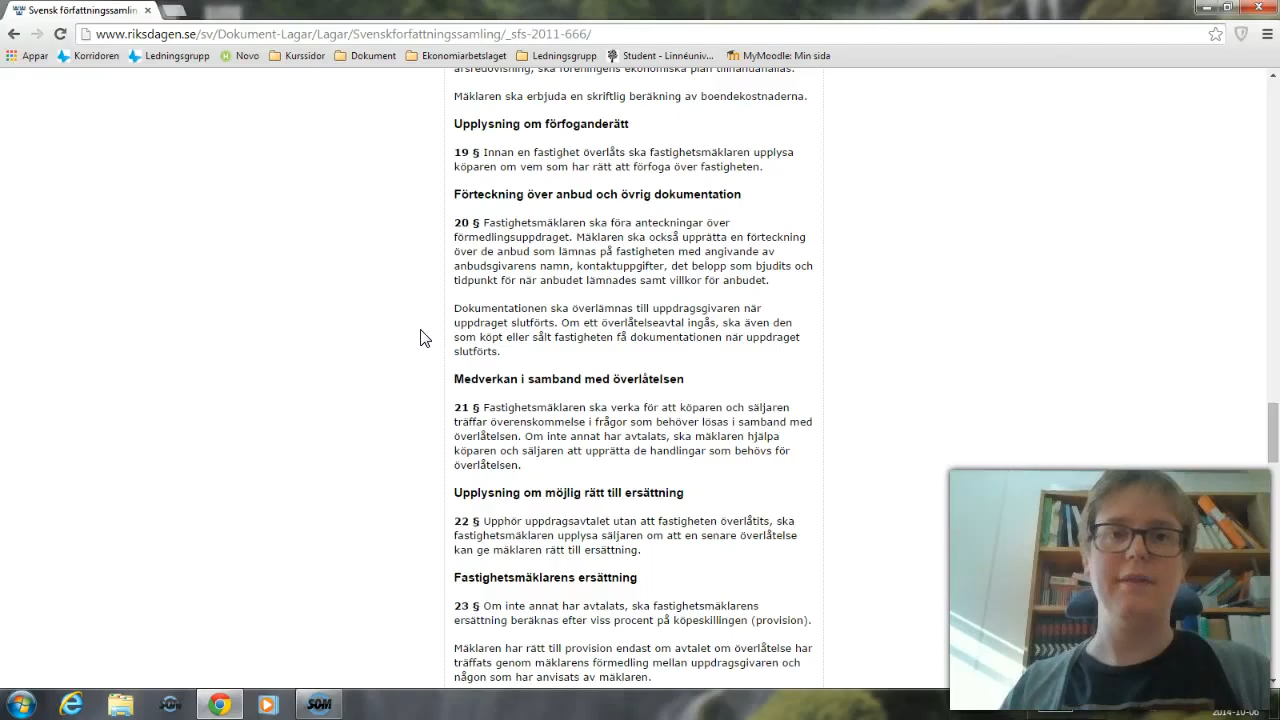 Svensk författningssamlin
www.riksdagen.se/sv/Dokument-Lagar/Lagar/Svenskforfattningssamling/_sfs-2011-666/
Appar Korridoren Ledningsgrupp Novo Kurssidor Dokument Ekonomiarbetslaget Ledningsgrupp Student - Linnéuniv... MyMoodle: Min sida
årsredovisning, ska föreningens ekonomiska plan tillhandahållas.
Mäklaren ska erbjuda en skriftlig beräkning av boendekostnaderna.
Upplysning om förfoganderätt
19 § Innan en fastighet överlåts ska fastighetsmäklaren upplysa
köparen om vem som har rätt att förfoga över fastigheten.
Förteckning över anbud och övrig dokumentation
20 § Fastighetsmäklaren ska föra anteckningar över
förmedlingsuppdraget. Mäklaren ska också upprätta en förteckning
över de anbud som lämnas på fastigheten med angivande av
anbudsgivarens namn, kontaktuppgifter, det belopp som bjudits och
tidpunkt för när anbudet lämnades samt villkor för anbudet.
Dokumentationen ska överlämnas till uppdragsgivaren när
uppdraget slutförts. Om ett överlåtelseavtal ingås, ska även den
som köpt eller sålt fastigheten få dokumentationen när uppdraget
slutförts.
Medverkan i samband med överlåtelsen
21 § Fastighetsmäklaren ska verka för att köparen och säljaren
träffar överenskommelse i frågor som behöver lösas i samband med
överlåtelsen. Om inte annat har avtalats, ska mäklaren hjälpa
köparen och säljaren att upprätta de handlingar som behövs för
överlåtelsen.
Upplysning om möjlig rätt till ersättning
22 § Upphör uppdragsavtalet utan att fastigheten överlåtits, ska
fastighetsmäklaren upplysa säljaren om att en senare överlåtelse
kan ge mäklaren rätt till ersättning.
Fastighetsmäklarens ersättning
23 § Om inte annat har avtalats, ska fastighetsmäklarens
ersättning beräknas efter viss procent på köpeskillingen (provision).
Mäklaren har rätt till provision endast om avtalet om överlåtelse har
träffats genom mäklarens förmedling mellan uppdragsgivaren och
någon som har anvisats av mäklaren.
SOM
2014-10-06